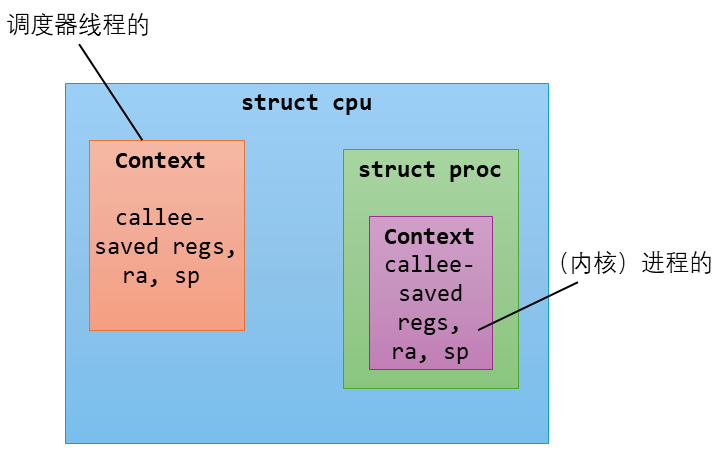 调度器线程的
struct cpu
Context
callee-
saved regs,
ra, sp
struct proc
Context
callee-
saved
regs,
ra, sp
（内核）进程的